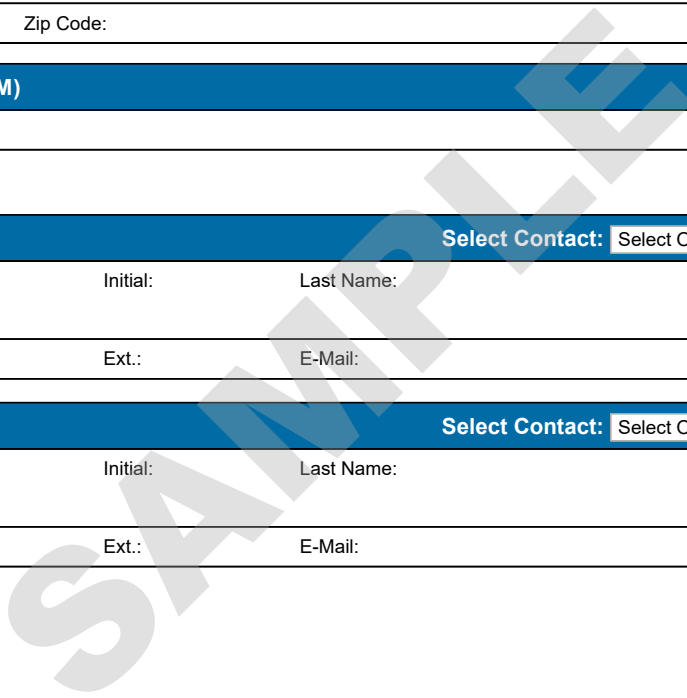 Zip Code:
M)
Select Contact: Select C
Initial: Last Name:
Ext.: E-Mail:
Select Contact: Select C
Initial: Last Name:
Ext.: E-Mail:
SAMPLE